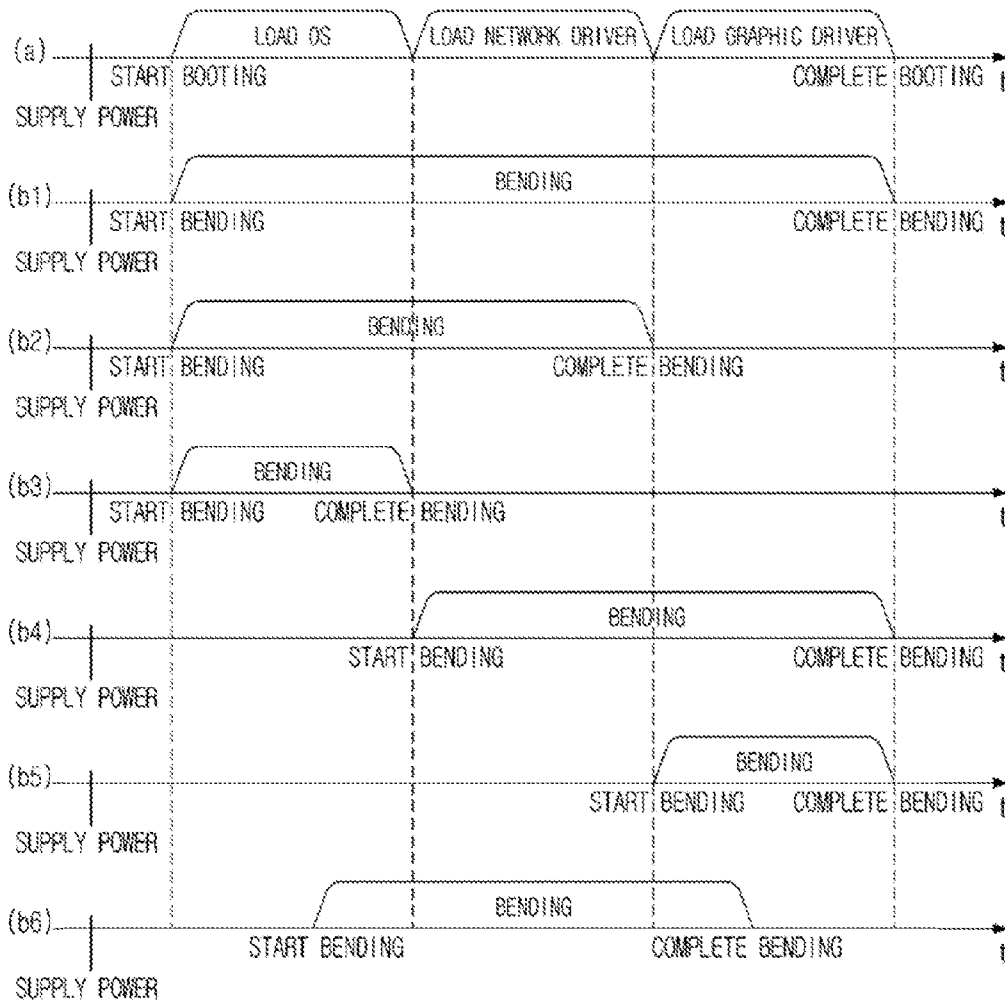 (a)
LOAD OS
LOAD NETWORK DRIVER
LOAD GRAPHIC DRIVER
START BOOTING
COMPLETE BOOTING
t
SUPPLY POWER
(b1)
BENDING
START BENDING
COMPLETE BENDING
t
SUPPLY POWER
(b2)
BENDING
START BENDING
COMPLETE BENDING
t
SUPPLY POWER
(b3)
BENDING
START BENDING
COMPLETE BENDING
t
SUPPLY POWER
(b4)
BENDING
START BENDING
COMPLETE BENDING
t
SUPPLY POWER
(b5)
BENDING
START BENDING
COMPLETE BENDING
t
SUPPLY POWER
(b6)
BENDING
START BENDING
COMPLETE BENDING
t
SUPPLY POWER